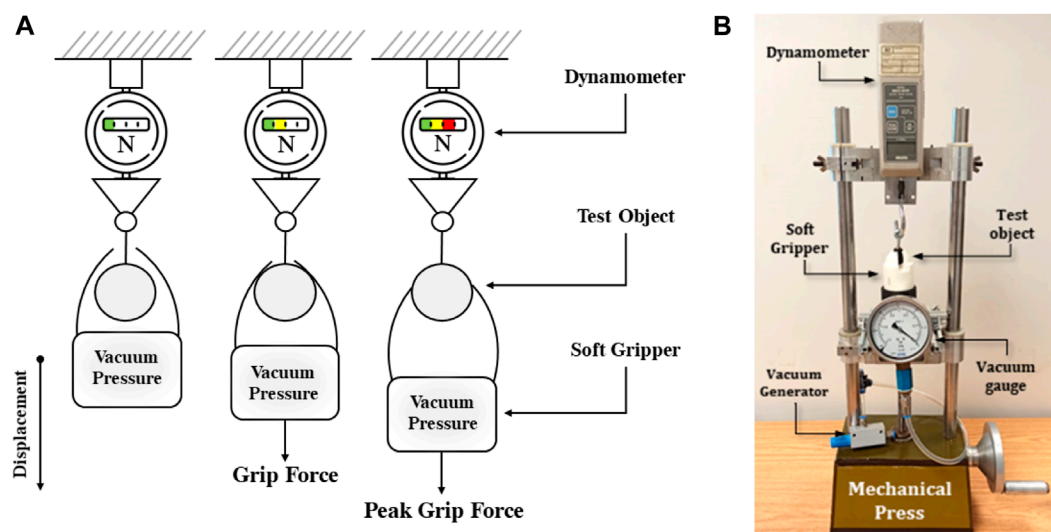 A
B
N
N
N
Dynamometer
Test Object
Soft Gripper
Vacuum
Pressure
Vacuum
Pressure
Vacuum
Pressure
Displacement
Grip Force
Peak Grip Force
Dynamometer
Soft
Gripper
Test
object
Vacuum
Generator
Vacuum
gauge
Mechanical
Press